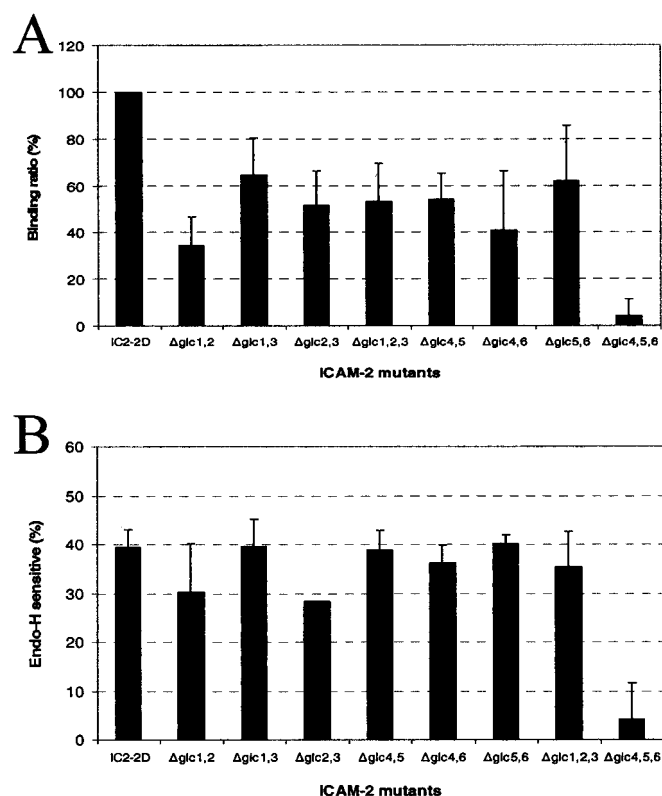 A
Binding ratio (%)
120
100
80
60
40
20
0
IC2-2D Δglc1,2 Δglc1,3 Δglc2,3 Δglc1,2,3 Δglc4,5 Δglc4,6 Δglc5,6 Δglc4,5,6
ICAM-2 mutants
B
Endo-H sensitive (%)
60
50
40
30
20
10
0
IC2-2D Δglc1,2 Δglc1,3 Δglc2,3 Δglc4,5 Δglc4,6 Δglc5,6 Δglc1,2,3 Δglc4,5,6
ICAM-2 mutants